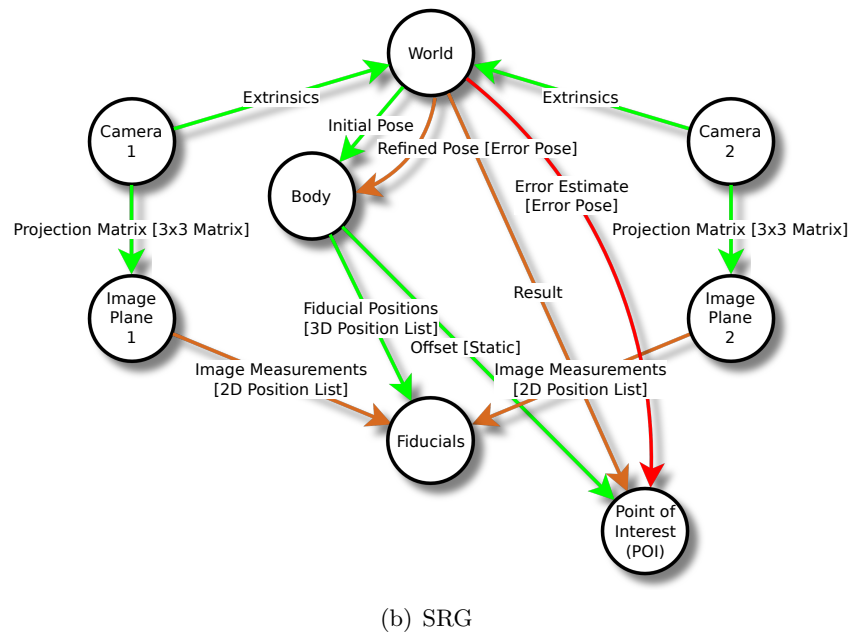 World
Extrinsics
Extrinsics
Camera
1
Camera
2
Initial Pose
Refined Pose [Error Pose]
Body
Error Estimate
[Error Pose]
Projection Matrix [3x3 Matrix]
Projection Matrix [3x3 Matrix]
Image
Plane
1
Fiducial Positions
[3D Position List]
Result
Image
Plane
2
Offset [Static]
Image Measurements
[2D Position List]
Image Measurements
[2D Position List]
Fiducials
Point of
Interest
(POI)
(b) SRG